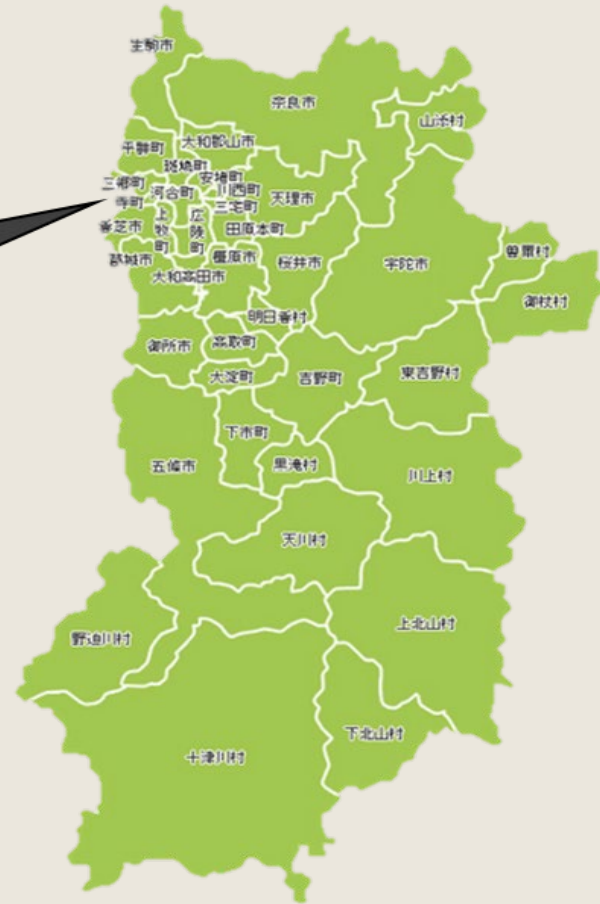 生駒市
奈良市
山添村
平群町
大和郡山市
斑鳩町
安堵町
三郷町
河合町
川西町
天理市
寺町
三宅町
上牧町
広陵町
香芝市
田原本町
葛城市
橿原市
桜井市
宇陀市
曽爾村
大和高田市
御杖村
明日香村
御所市
高取町
大淀町
吉野町
東吉野村
下市町
五條市
黒滝村
川上村
天川村
野迫川村
上北山村
下北山村
十津川村